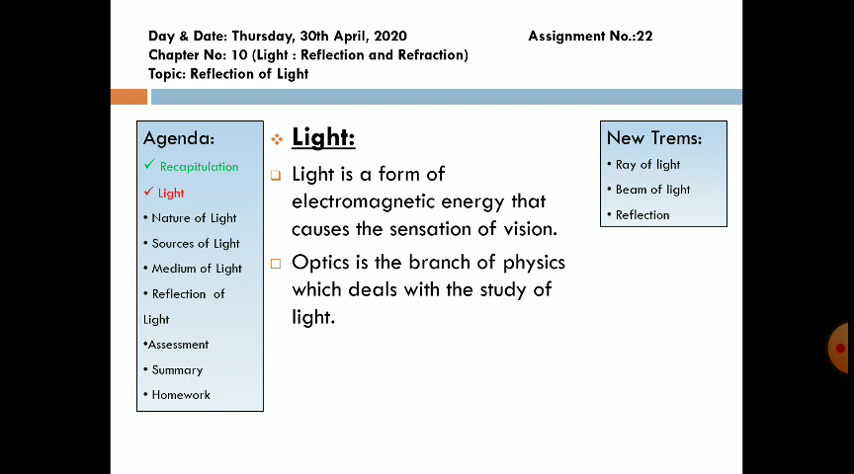 Day & Date: Thursday, 30th April, 2020
Assignment No.:22
Chapter No: 10 (Light : Reflection and Refraction)
Topic: Reflection of Light
Agenda:
✓ Recapitulation
✓ Light
• Nature of Light
• Sources of Light
• Medium of Light
• Reflection of
Light
•Assessment
• Summary
• Homework
❖ Light:
❑ Light is a form of
electromagnetic energy that
causes the sensation of vision.
❑ Optics is the branch of physics
which deals with the study of
light.
New Trems:
• Ray of light
• Beam of light
• Reflection